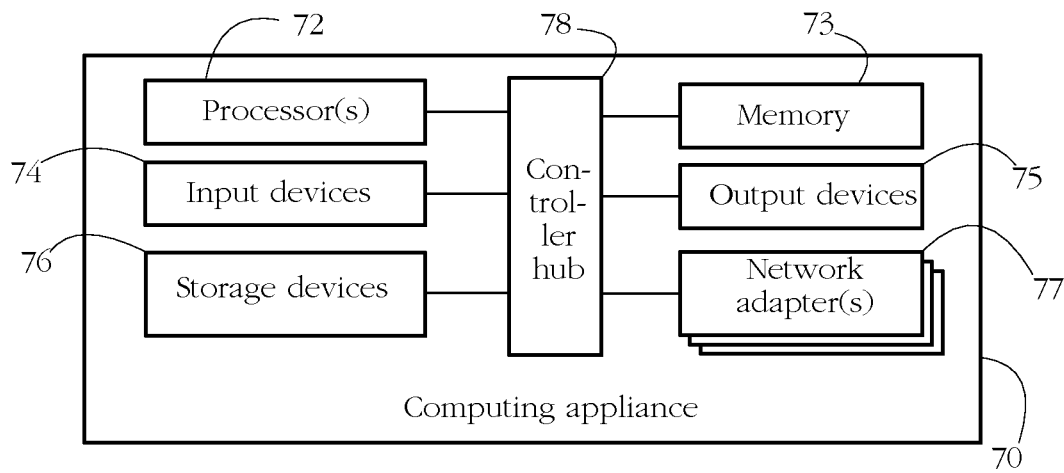 72
78
73
Processor(s)
Memory
74
Input devices
Con-
trol-
ler
hub
Output devices
75
76
Storage devices
Network
adapter(s)
77
Computing appliance
70